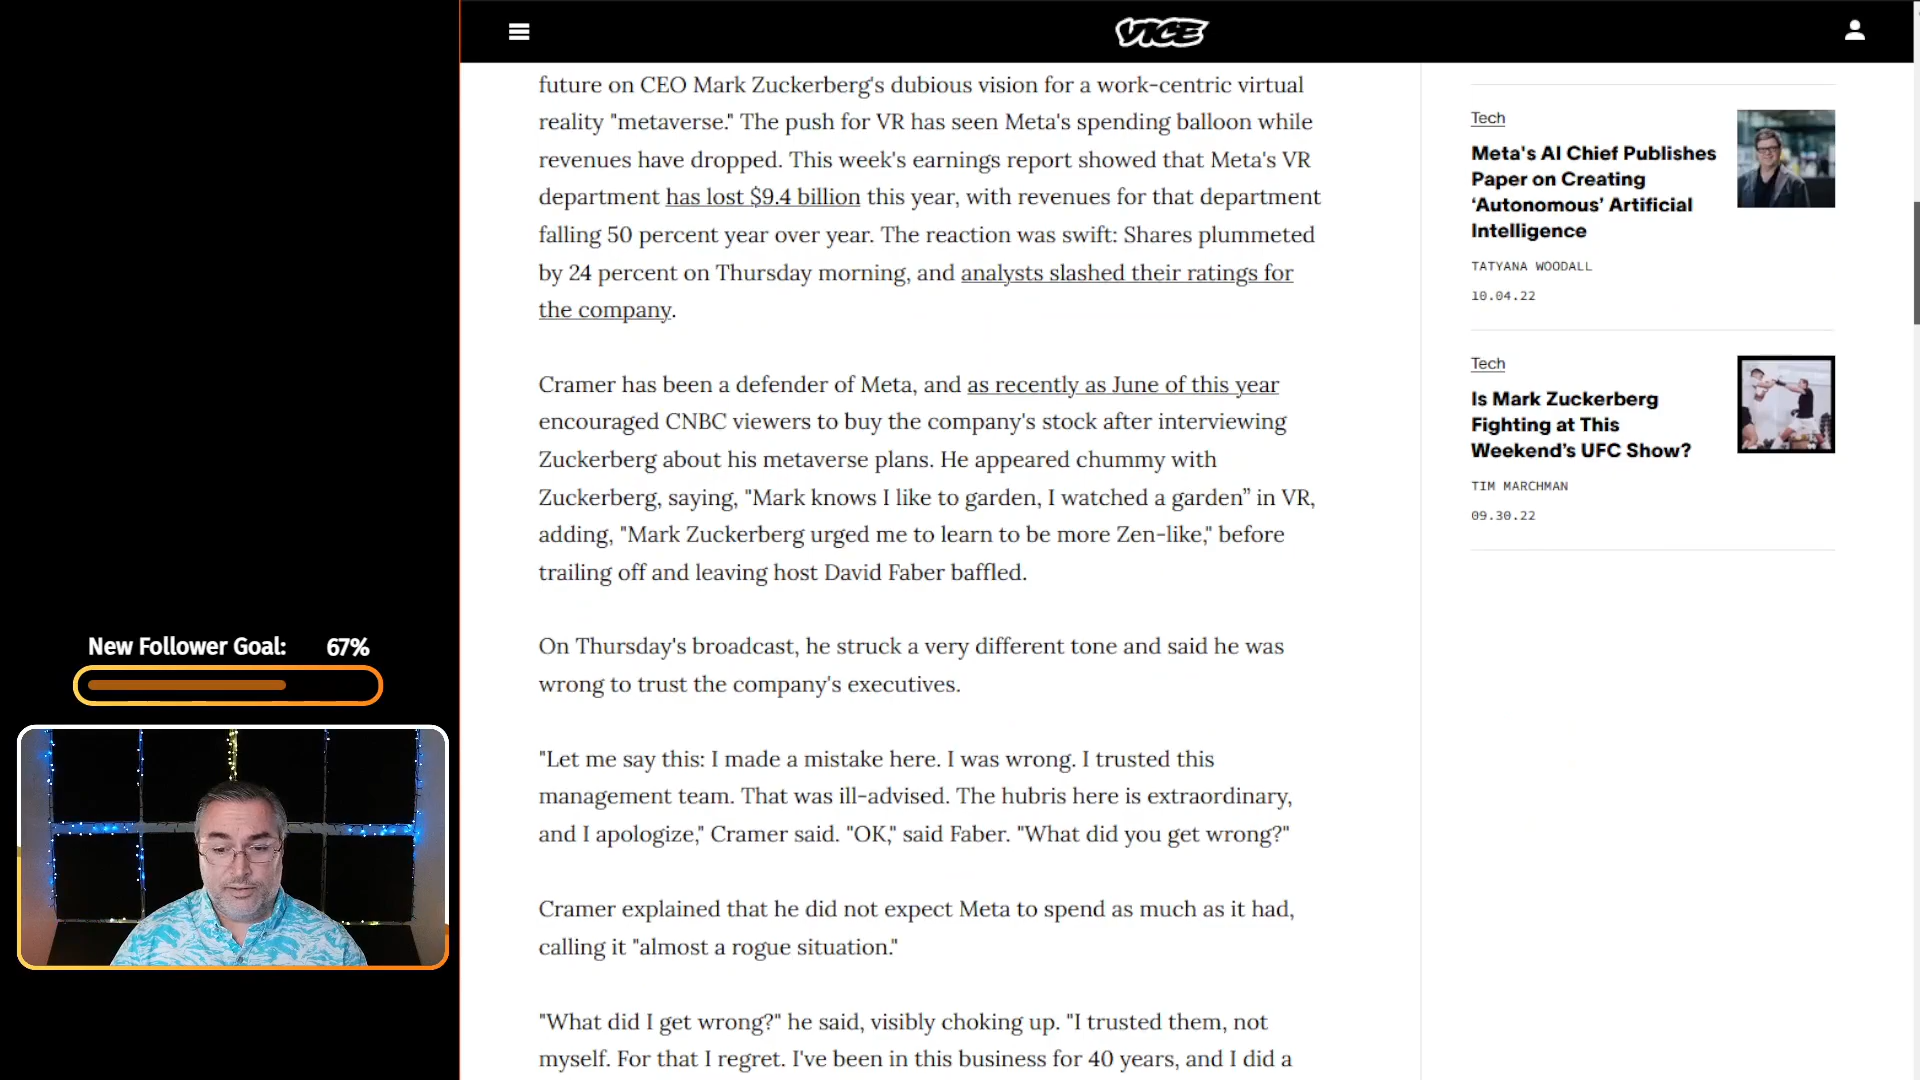 VICE
future on CEO Mark Zuckerberg's dubious vision for a work-centric virtual
reality "metaverse." The push for VR has seen Meta's spending balloon while
revenues have dropped. This week's earnings report showed that Meta's VR
department has lost $9.4 billion this year, with revenues for that department
falling 50 percent year over year. The reaction was swift: Shares plummeted
by 24 percent on Thursday morning, and analysts slashed their ratings for
the company.
Cramer has been a defender of Meta, and as recently as June of this year
encouraged CNBC viewers to buy the company's stock after interviewing
Zuckerberg about his metaverse plans. He appeared chummy with
Zuckerberg, saying, "Mark knows I like to garden, I watched a garden” in VR,
adding, "Mark Zuckerberg urged me to learn to be more Zen-like," before
trailing off and leaving host David Faber baffled.
On Thursday's broadcast, he struck a very different tone and said he was
wrong to trust the company's executives.
"Let me say this: I made a mistake here. I was wrong. I trusted this
management team. That was ill-advised. The hubris here is extraordinary,
and I apologize," Cramer said. "OK," said Faber. "What did you get wrong?"
Cramer explained that he did not expect Meta to spend as much as it had,
calling it "almost a rogue situation."
"What did I get wrong?" he said, visibly choking up. "I trusted them, not
myself. For that I regret. I've been in this business for 40 years, and I did a
Tech
Meta's AI Chief Publishes
Paper on Creating
‘Autonomous’ Artificial
Intelligence
TATYANA WOODALL
10.04.22
Tech
Is Mark Zuckerberg
Fighting at This
Weekend’s UFC Show?
TIM MARCHMAN
09.30.22
New Follower Goal: 67%